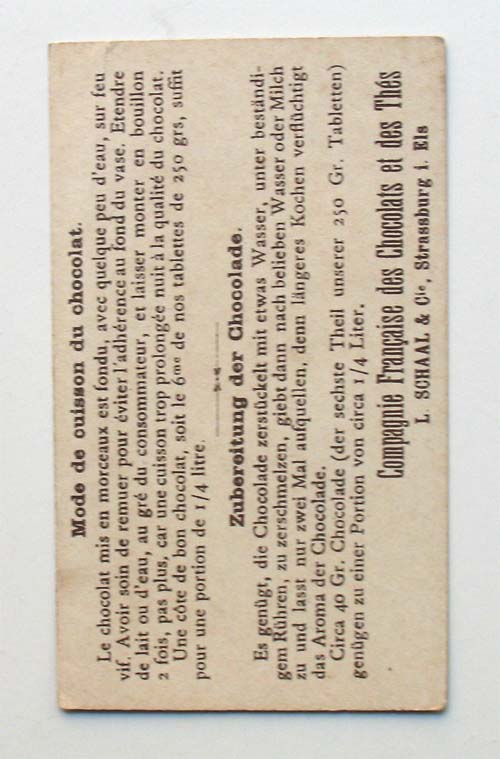 Mode de cuisson du chocolat.
Le chocolat mis en morceaux est fondu, avec quelque peu d'eau, sur feu
vif. Avoir soin de remuer pour éviter l'adhérence au fond du vase. Etendre
de lait ou d'eau, au gré du consommateur, et laisser monter en bouillon
2 fois, pas plus, car une cuisson trop prolongée nuit à la qualité du chocolat.
Une côte de bon chocolat, soit le 6me de nos tablettes de 250 grs, suffit
pour une portion de 1/4 litre.
Zubereitung der Chocolade.
Es genügt, die Chocolade zerstückelt mit etwas Wasser, unter beständi-
gem Rühren, zu zerschmelzen, giebt dann nach belieben Wasser oder Milch
zu und lasst nur zwei Mal aufquellen, denn längeres Kochen verflüchtigt
das Aroma der Chocolade.
Circa 40 Gr. Chocolade (der sechste Theil unserer 250 Gr. Tabletten)
genügen zu einer Portion von circa 1/4 Liter.
Compagnie Française des Chocolats et des Thés
L. SCHAAL & Cie, Strassburg i. Els